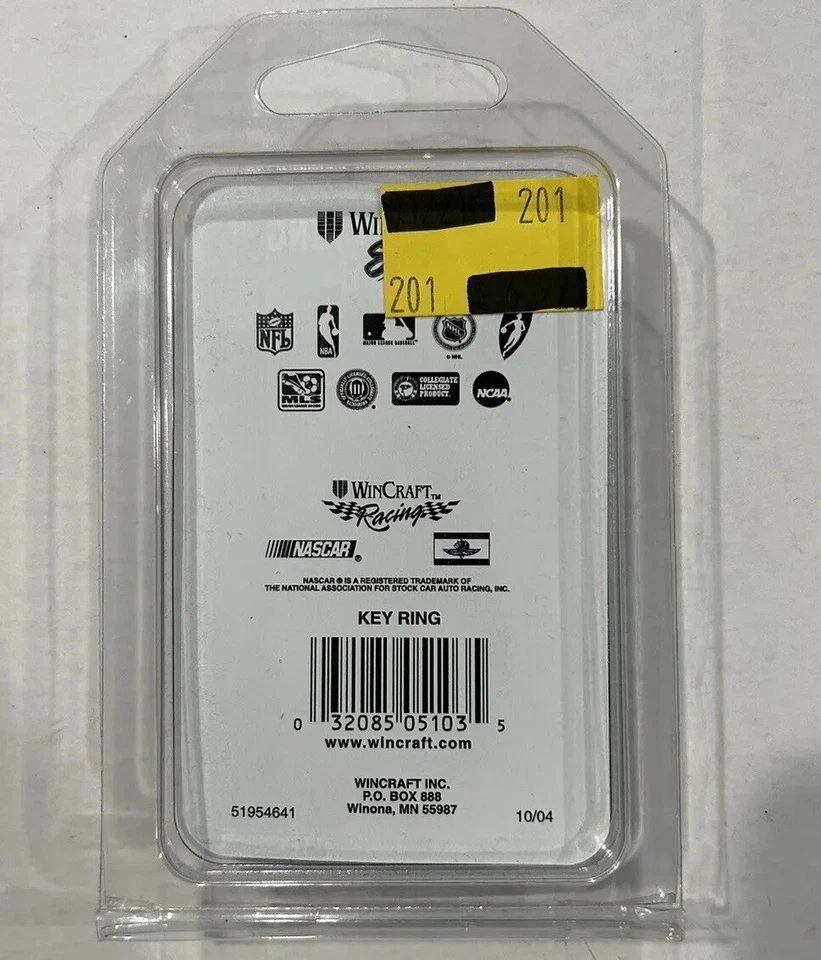 201
201
WI
NFL
NBA
MAJOR LEAGUE BASEBALL
NHL
© NHL
MLS
COLLEGIATE
LICENSED
PRODUCT.
NCAA
WINCRAFT TM
Racing
NASCAR ®
NASCAR ® IS A REGISTERED TRADEMARK OF
THE NATIONAL ASSOCIATION FOR STOCK CAR AUTO RACING, INC.
KEY RING
0 32085 05103 5
www.wincraft.com
WINCRAFT INC.
P.O. BOX 888
Winona, MN 55987
51954641
10/04